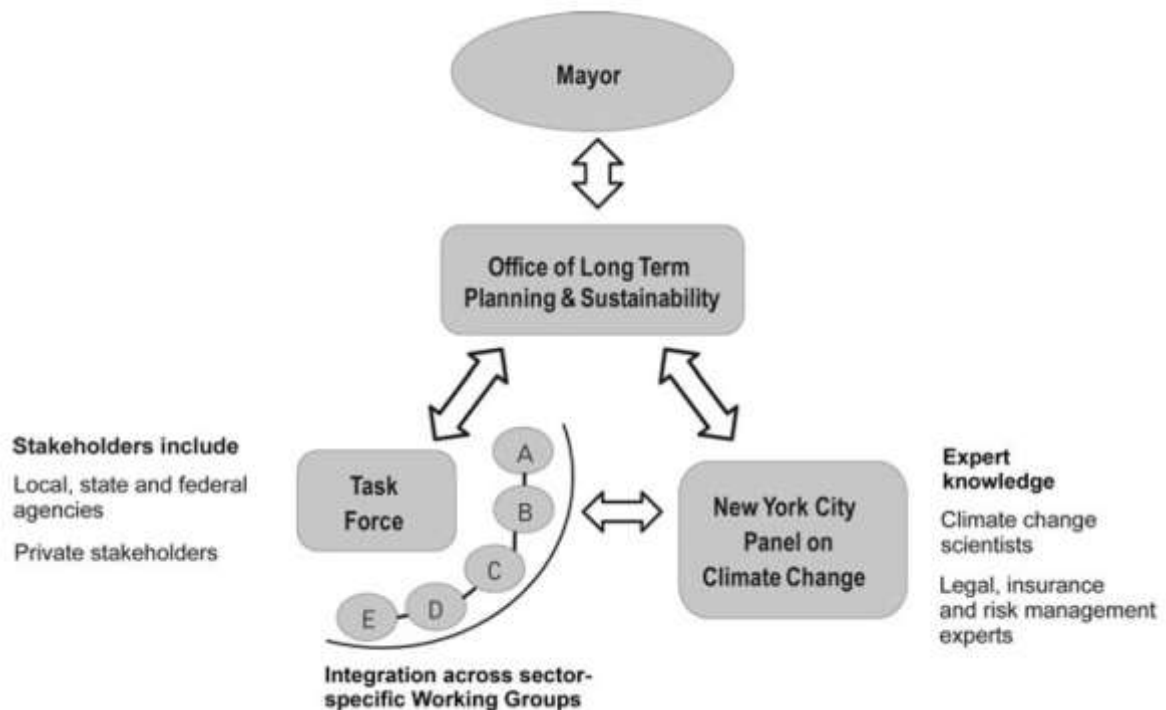 Mayor
Office of Long Term
Planning & Sustainability
Stakeholders include
Local, state and federal
agencies
Private stakeholders
Task
Force
A
B
C
D
E
Integration across sector-
specific Working Groups
New York City
Panel on
Climate Change
Expert
knowledge
Climate change
scientists
Legal, insurance
and risk management
experts